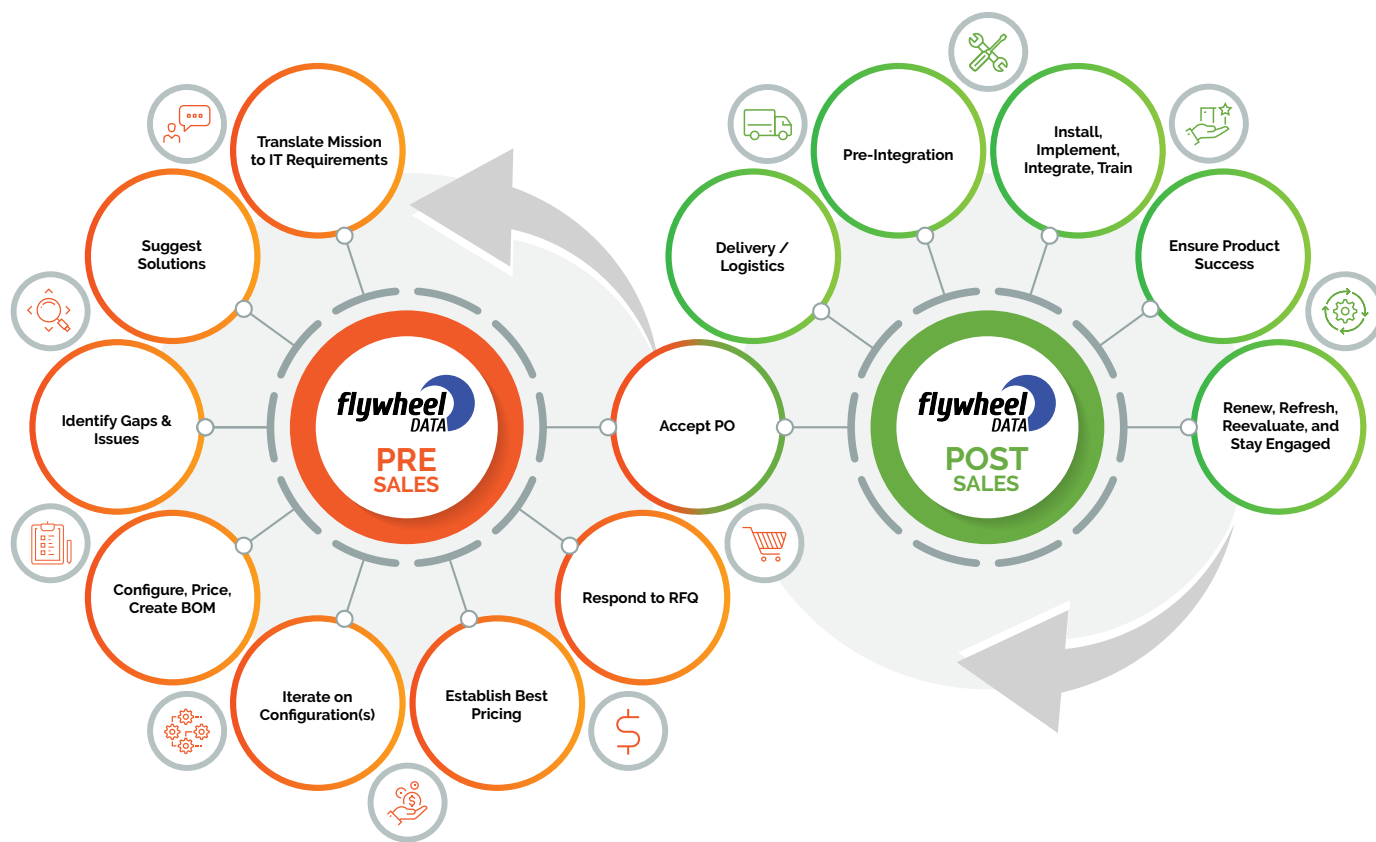 Translate Mission
to IT Requirements
Suggest
Solutions
Identify Gaps &
Issues
Configure, Price,
Create BOM
Iterate on
Configuration(s)
Establish Best
Pricing
Respond to RFQ
Accept PO
flywheel
DATA
PRE
SALES
Delivery /
Logistics
Pre-Integration
Install,
Implement,
Integrate, Train
Ensure Product
Success
Renew, Refresh,
Reevaluate, and
Stay Engaged
flywheel
DATA
POST
SALES
$
$